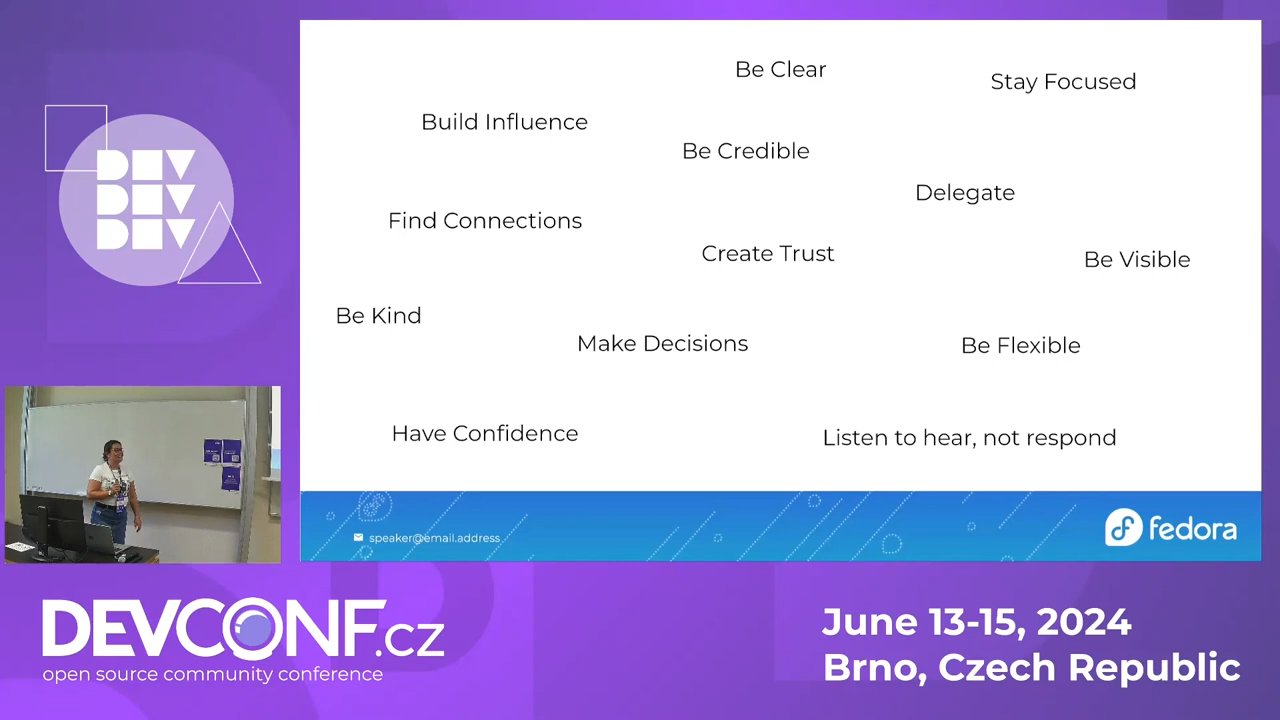 DEV
DEV
DEV
Be Clear
Stay Focused
Build Influence
Be Credible
Delegate
Find Connections
Create Trust
Be Visible
Be Kind
Make Decisions
Be Flexible
Have Confidence
Listen to hear, not respond
speaker@email.address
fedora
DEVCONF.cz
open source community conference
June 13-15, 2024
Brno, Czech Republic